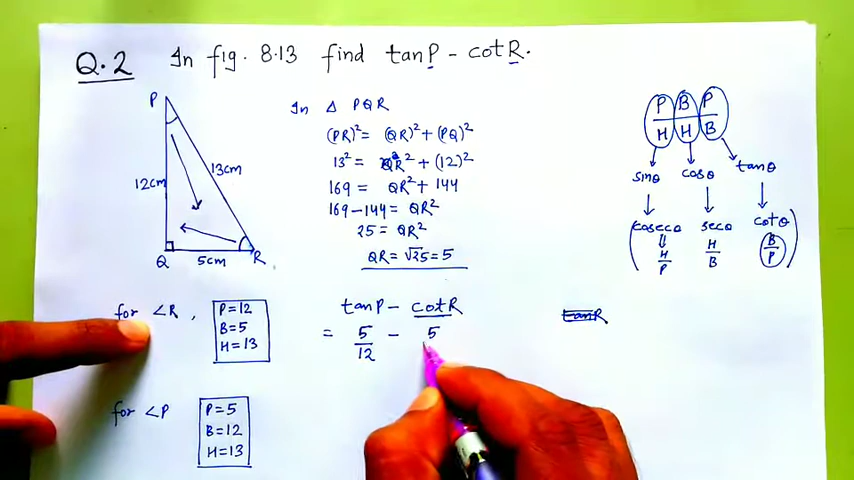 Q.2 In fig. 8.13 find tanP - cotR.
P
12cm
13cm
Q 5cm R
In Δ PQR
(PR)² = (QR)² + (PQ)²
13² = QR² + (12)²
169 = QR² + 144
169-144 = QR²
25 = QR²
QR = √25 = 5
P B P
H H B
sinθ cosθ tanθ
cosecθ secθ cotθ
H/P H/B B/P
for ∠R, P=12
B=5
H=13
tanP - cotR
= 5/12 - 5
tanR
for ∠P P=5
B=12
H=13